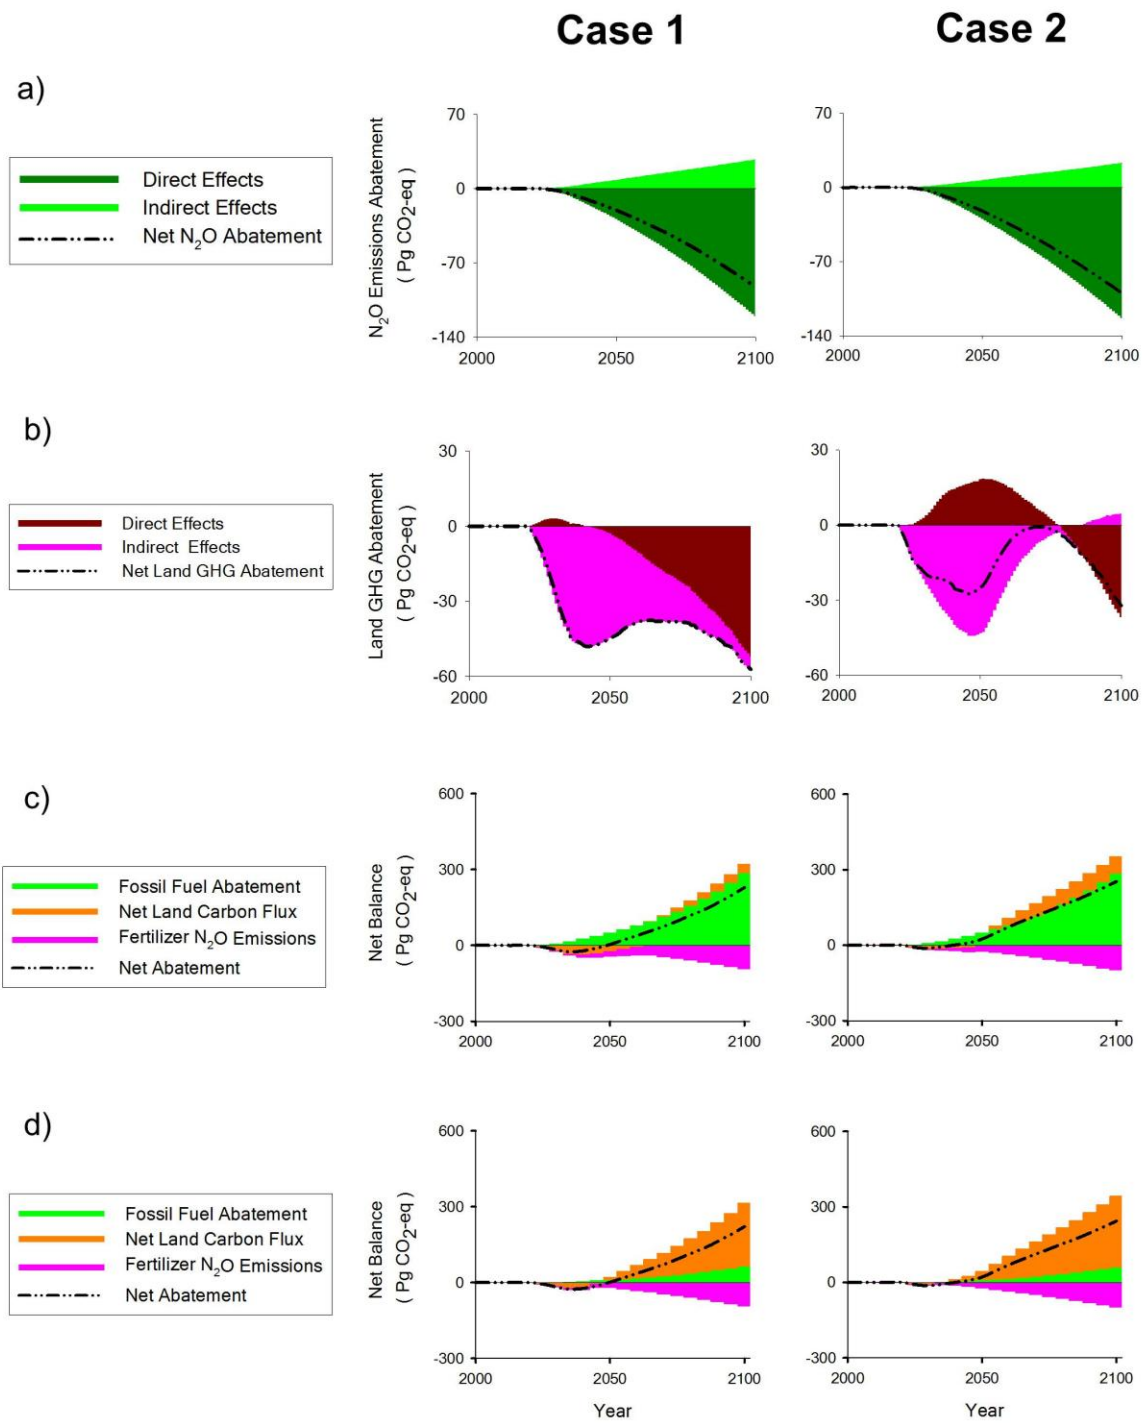 Case 1
Case 2
a)
Direct Effects
Indirect Effects
Net N₂O Abatement
N₂O Emissions Abatement
( Pg CO₂-eq )
70
0
-70
-140
2000
2050
2100
70
0
-70
-140
2000
2050
2100
b)
Direct Effects
Indirect Effects
Net Land GHG Abatement
Land GHG Abatement
( Pg CO₂-eq )
30
0
-30
-60
2000
2050
2100
30
0
-30
-60
2000
2050
2100
c)
Fossil Fuel Abatement
Net Land Carbon Flux
Fertilizer N₂O Emissions
Net Abatement
Net Balance
( Pg CO₂-eq )
600
300
0
-300
2000
2050
2100
600
300
0
-300
2000
2050
2100
d)
Fossil Fuel Abatement
Net Land Carbon Flux
Fertilizer N₂O Emissions
Net Abatement
Net Balance
( Pg CO₂-eq )
600
300
0
-300
2000
2050
2100
Year
600
300
0
-300
2000
2050
2100
Year